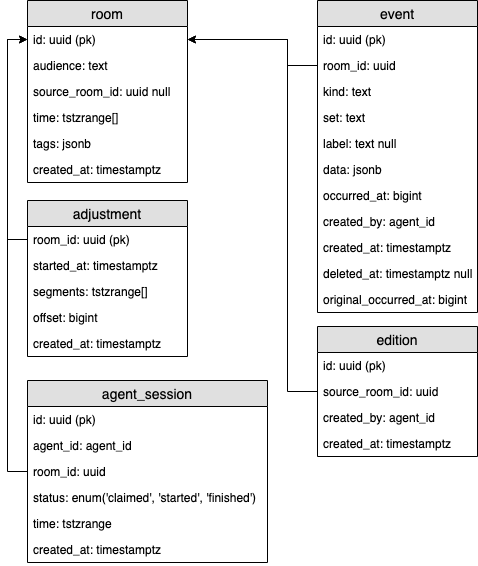 room
id: uuid (pk)
audience: text
source_room_id: uuid null
time: tstzrange[]
tags: jsonb
created_at: timestamptz
adjustment
room_id: uuid (pk)
started_at: timestamptz
segments: tstzrange[]
offset: bigint
created_at: timestamptz
agent_session
id: uuid (pk)
agent_id: agent_id
room_id: uuid
status: enum('claimed', 'started', 'finished')
time: tstzrange
created_at: timestamptz
event
id: uuid (pk)
room_id: uuid
kind: text
set: text
label: text null
data: jsonb
occurred_at: bigint
created_by: agent_id
created_at: timestamptz
deleted_at: timestamptz null
original_occurred_at: bigint
edition
id: uuid (pk)
source_room_id: uuid
created_by: agent_id
created_at: timestamptz